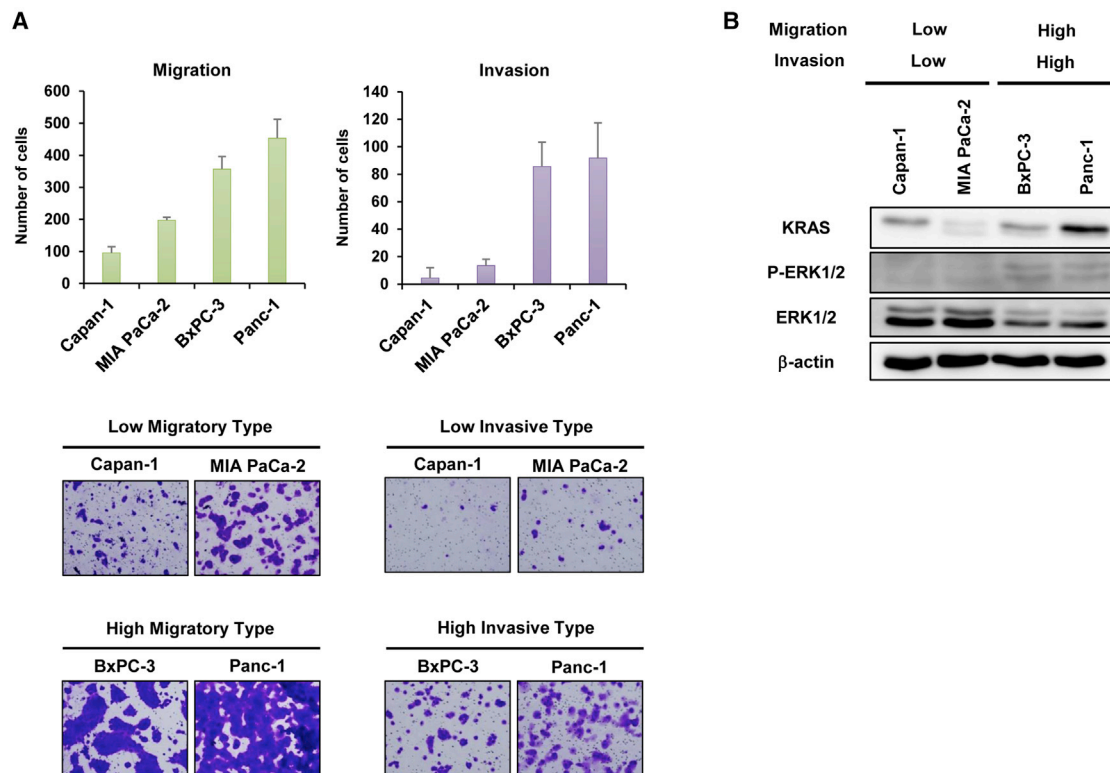 A
Migration
Number of cells
600
500
400
300
200
100
0
Capan-1
MIA PaCa-2
BxPC-3
Panc-1
Invasion
Number of cells
140
120
100
80
60
40
20
0
Capan-1
MIA PaCa-2
BxPC-3
Panc-1
Low Migratory Type
Capan-1 MIA PaCa-2
Low Invasive Type
Capan-1 MIA PaCa-2
High Migratory Type
BxPC-3 Panc-1
High Invasive Type
BxPC-3 Panc-1
B
Migration Low High
Invasion Low High
Capan-1
MIA PaCa-2
BxPC-3
Panc-1
KRAS
P-ERK1/2
ERK1/2
β-actin